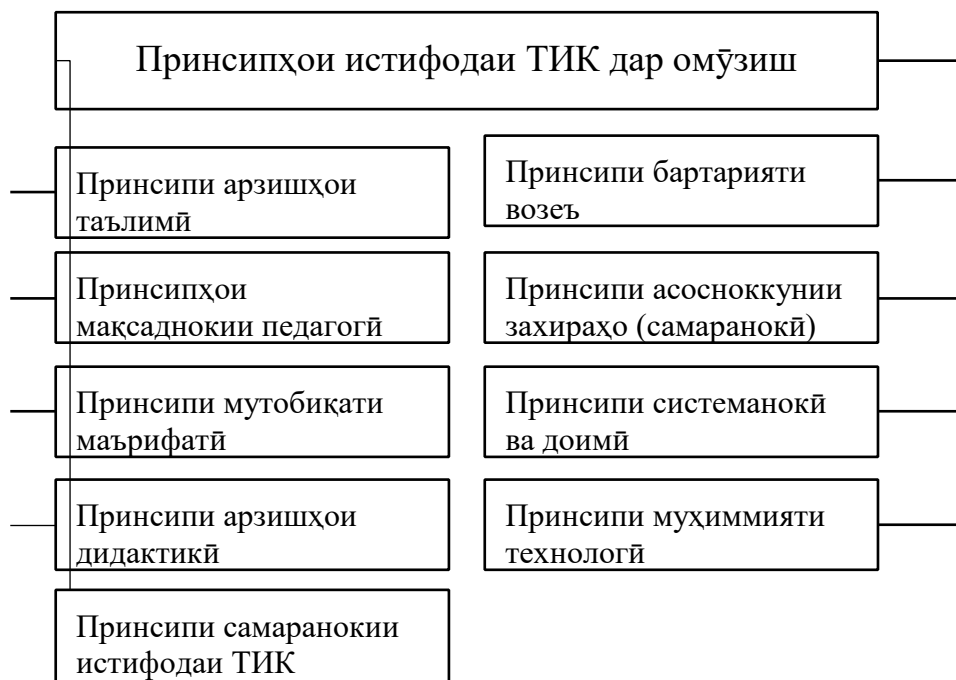 Принсипҳои истифодаи ТИК дар омӯзиш
Принсипи арзишҳои
таълимӣ
Принсипҳои
мақсаднокии педагогӣ
Принсипи мутобиқати
маърифатӣ
Принсипи арзишҳои
дидактикӣ
Принсипи самаранокии
истифодаи ТИК
Принсипи бартарияти
возеъ
Принсипи асосноккунии
захираҳо (самаранокӣ)
Принсипи системанокӣ
ва доимӣ
Принсипи муҳиммияти
технологӣ